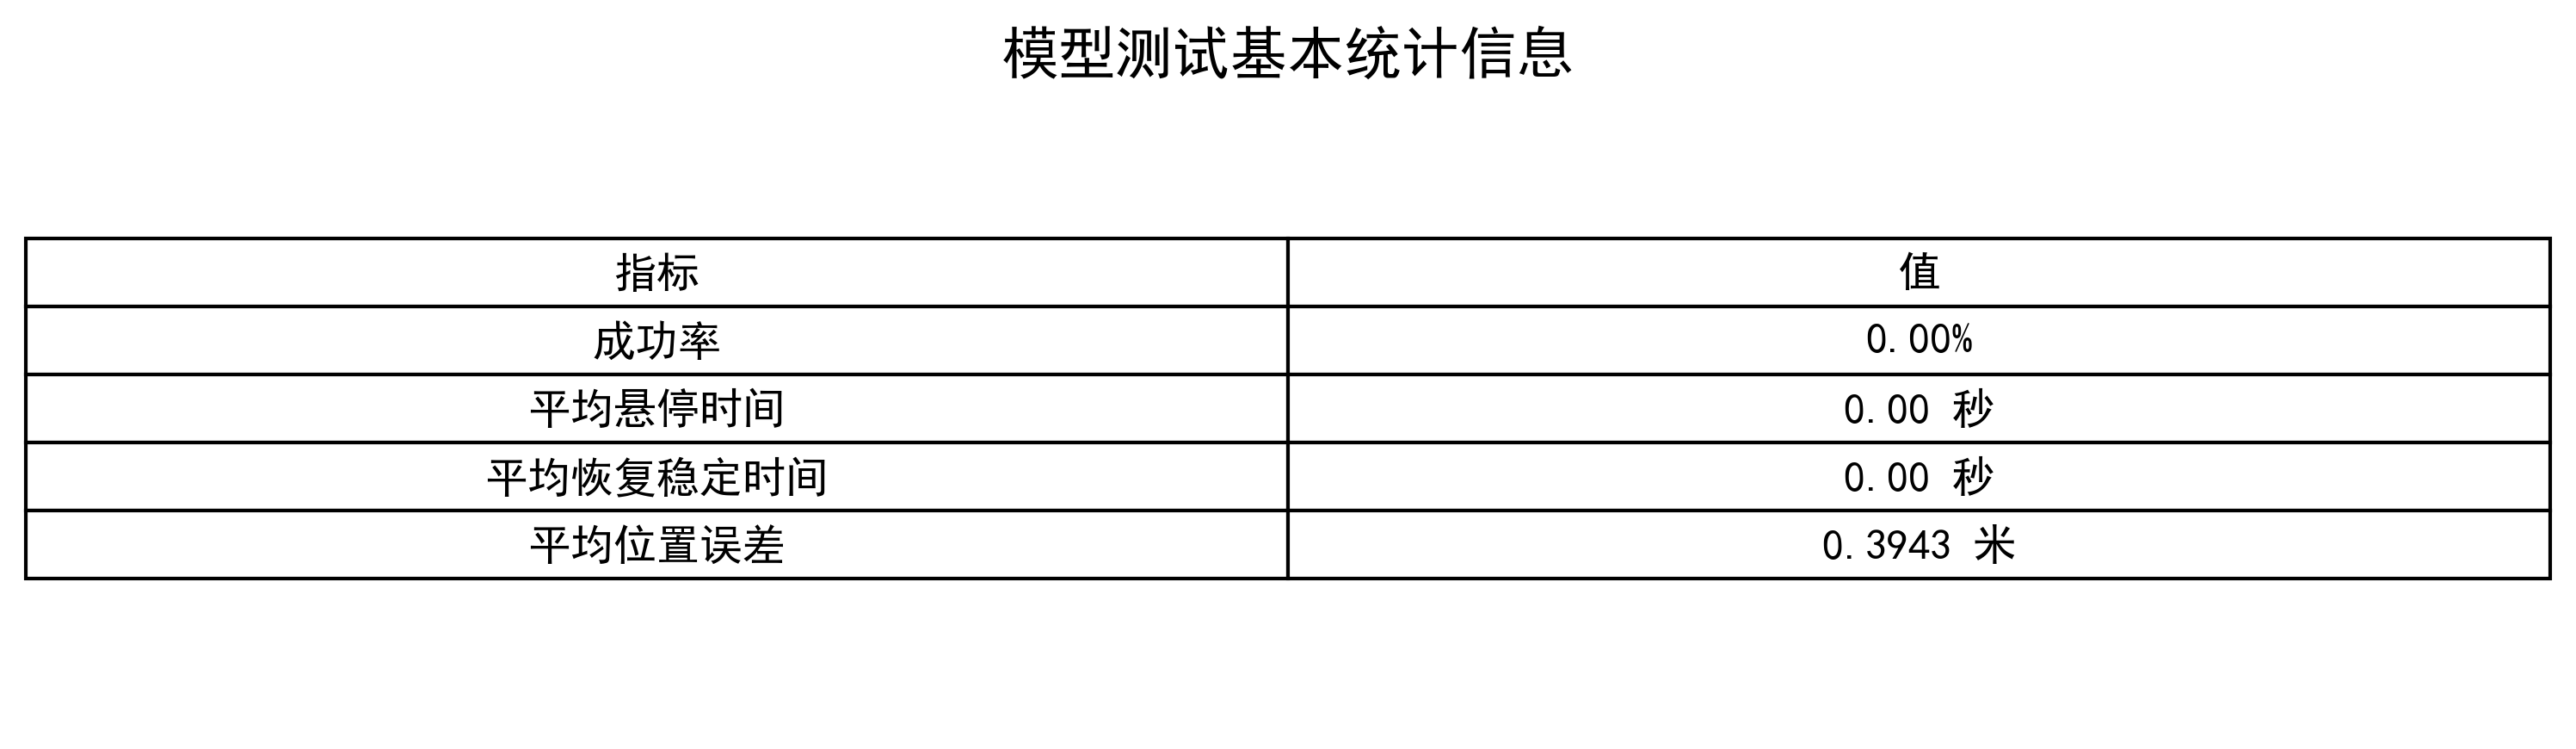 模型测试基本统计信息
指标 值
成功率 0.00%
平均悬停时间 0.00 秒
平均恢复稳定时间 0.00 秒
平均位置误差 0.3943 米